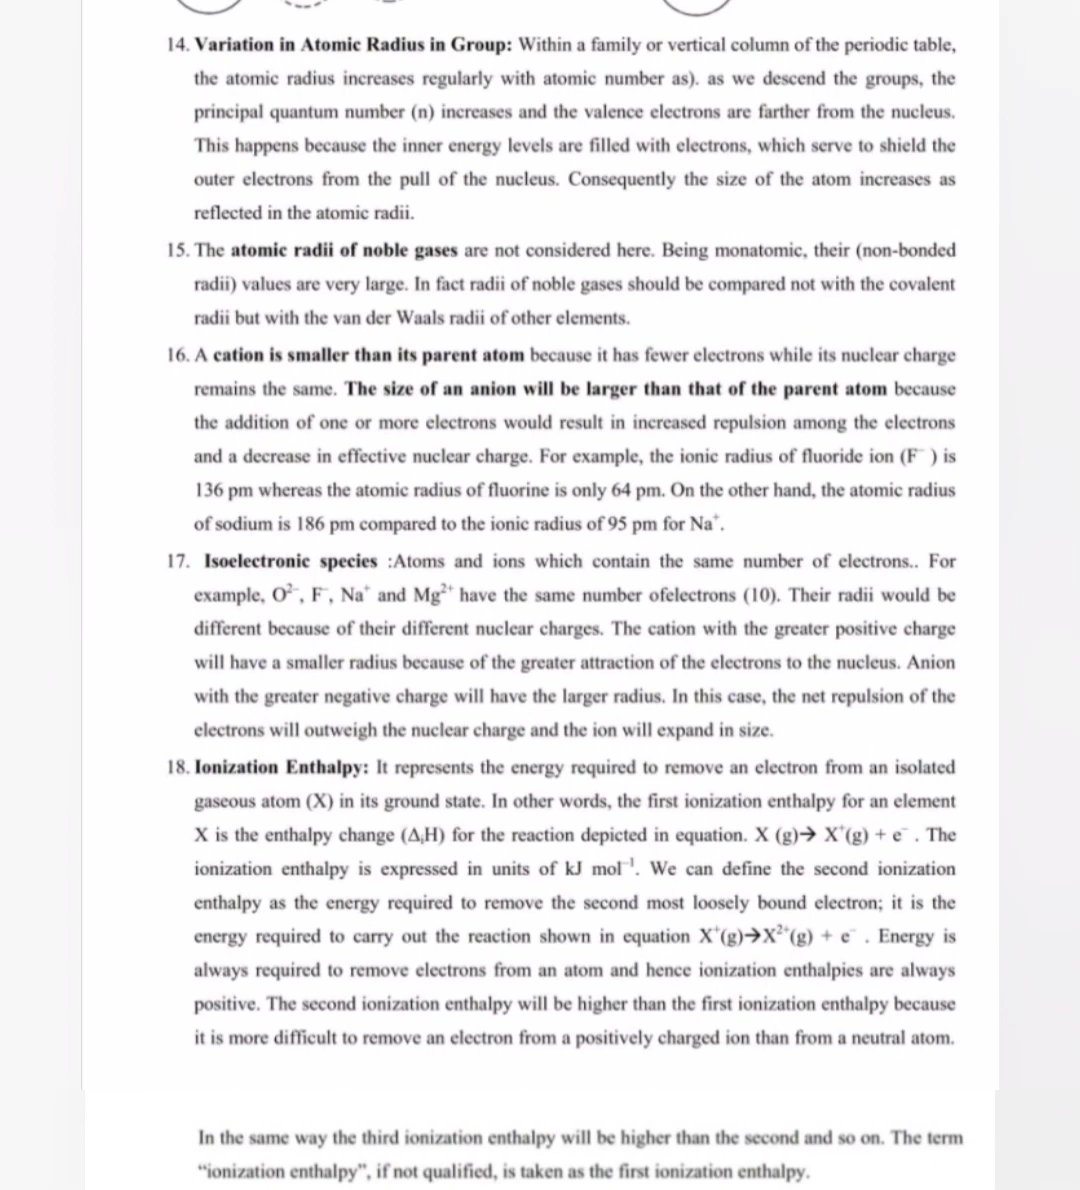 14. Variation in Atomic Radius in Group: Within a family or vertical column of the periodic table,
the atomic radius increases regularly with atomic number as). as we descend the groups, the
principal quantum number (n) increases and the valence electrons are farther from the nucleus.
This happens because the inner energy levels are filled with electrons, which serve to shield the
outer electrons from the pull of the nucleus. Consequently the size of the atom increases as
reflected in the atomic radii.
15. The atomic radii of noble gases are not considered here. Being monatomic, their (non-bonded
radii) values are very large. In fact radii of noble gases should be compared not with the covalent
radii but with the van der Waals radii of other elements.
16. A cation is smaller than its parent atom because it has fewer electrons while its nuclear charge
remains the same. The size of an anion will be larger than that of the parent atom because
the addition of one or more electrons would result in increased repulsion among the electrons
and a decrease in effective nuclear charge. For example, the ionic radius of fluoride ion (F⁻ ) is
136 pm whereas the atomic radius of fluorine is only 64 pm. On the other hand, the atomic radius
of sodium is 186 pm compared to the ionic radius of 95 pm for Na⁺.
17. Isoelectronic species :Atoms and ions which contain the same number of electrons.. For
example, O²⁻, F⁻, Na⁺ and Mg²⁺ have the same number ofelectrons (10). Their radii would be
different because of their different nuclear charges. The cation with the greater positive charge
will have a smaller radius because of the greater attraction of the electrons to the nucleus. Anion
with the greater negative charge will have the larger radius. In this case, the net repulsion of the
electrons will outweigh the nuclear charge and the ion will expand in size.
18. Ionization Enthalpy: It represents the energy required to remove an electron from an isolated
gaseous atom (X) in its ground state. In other words, the first ionization enthalpy for an element
X is the enthalpy change (ΔᵢH) for the reaction depicted in equation. X (g)→ X⁺(g) + e⁻ . The
ionization enthalpy is expressed in units of kJ mol⁻¹. We can define the second ionization
enthalpy as the energy required to remove the second most loosely bound electron; it is the
energy required to carry out the reaction shown in equation X⁺(g)→X²⁺(g) + e⁻ . Energy is
always required to remove electrons from an atom and hence ionization enthalpies are always
positive. The second ionization enthalpy will be higher than the first ionization enthalpy because
it is more difficult to remove an electron from a positively charged ion than from a neutral atom.
In the same way the third ionization enthalpy will be higher than the second and so on. The term
“ionization enthalpy”, if not qualified, is taken as the first ionization enthalpy.